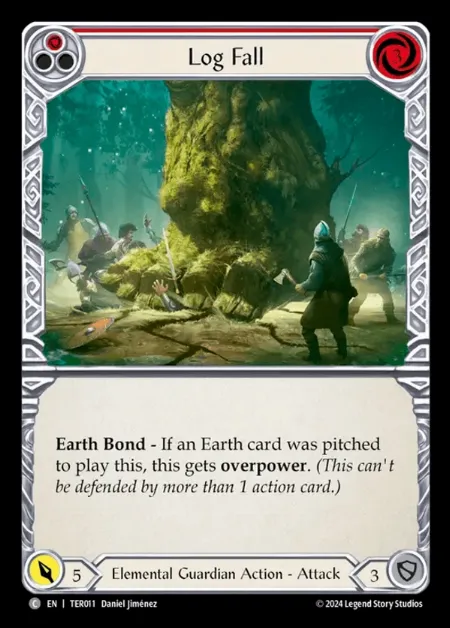 Log Fall
3
Earth Bond - If an Earth card was pitched
to play this, this gets overpower. (This can't
be defended by more than 1 action card.)
5
Elemental Guardian Action - Attack
3
C EN | TER011 Daniel Jiménez
© 2024 Legend Story Studios